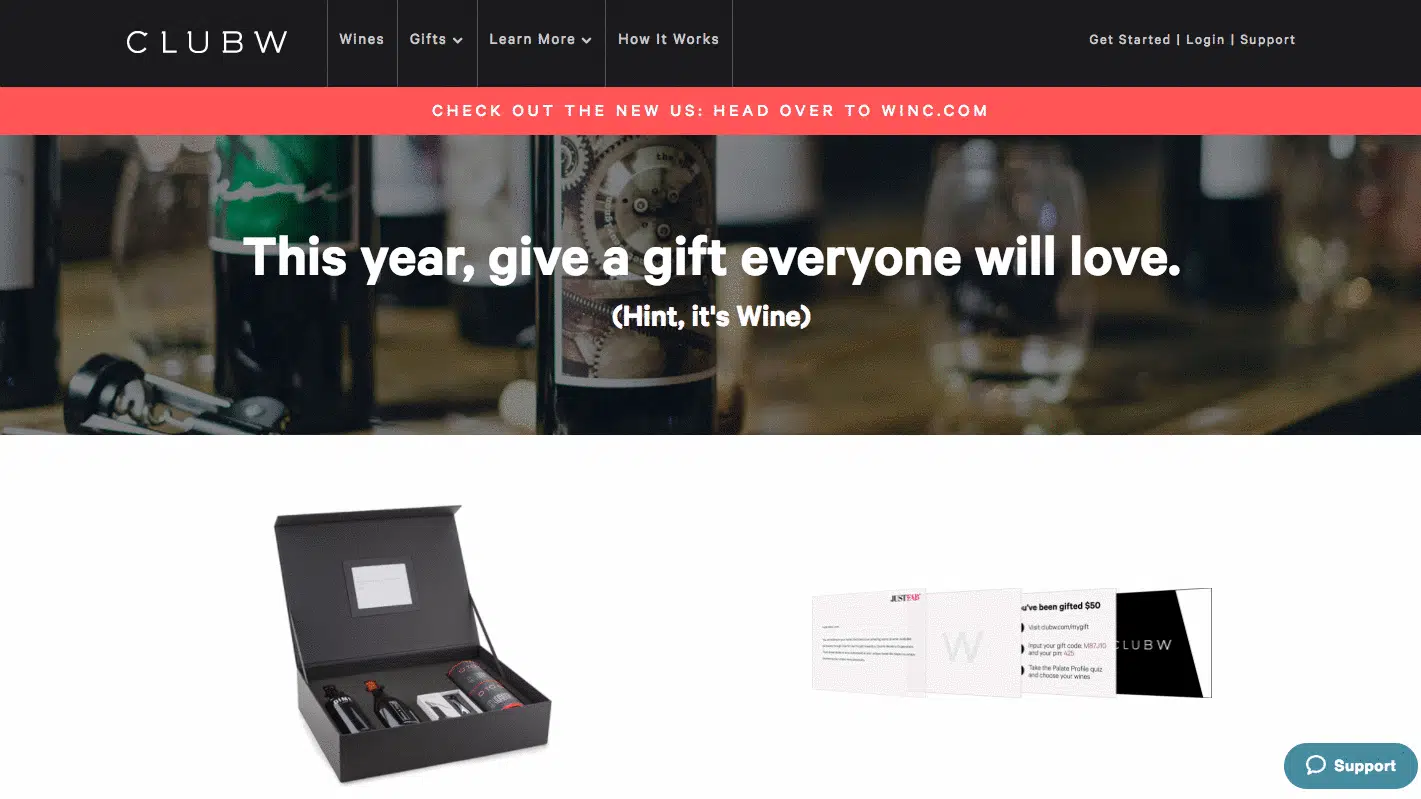 CLUBW
Wines
Gifts
Learn More
How It Works
Get Started | Login | Support
CHECK OUT THE NEW US: HEAD OVER TO WINC.COM
This year, give a gift everyone will love.
(Hint, it's Wine)
JUSTFAB
W
u've been gifted $50
Visit clubw.com/mygift
Input your gift code:
and your pin: 425
Take the Palate Profile quiz
and choose your wines
CLUBW
Support